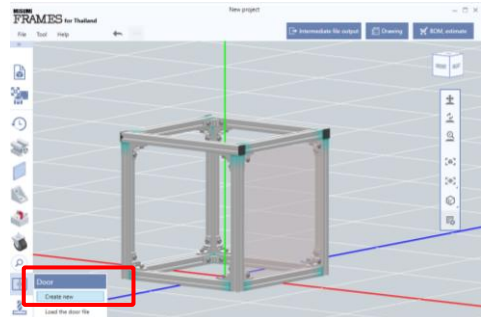 MISUMI
FRAMES for Thailand
New project
File Tool Help
Intermediate file output
Drawing
BOM, estimate
Door
Create new
Load the door file